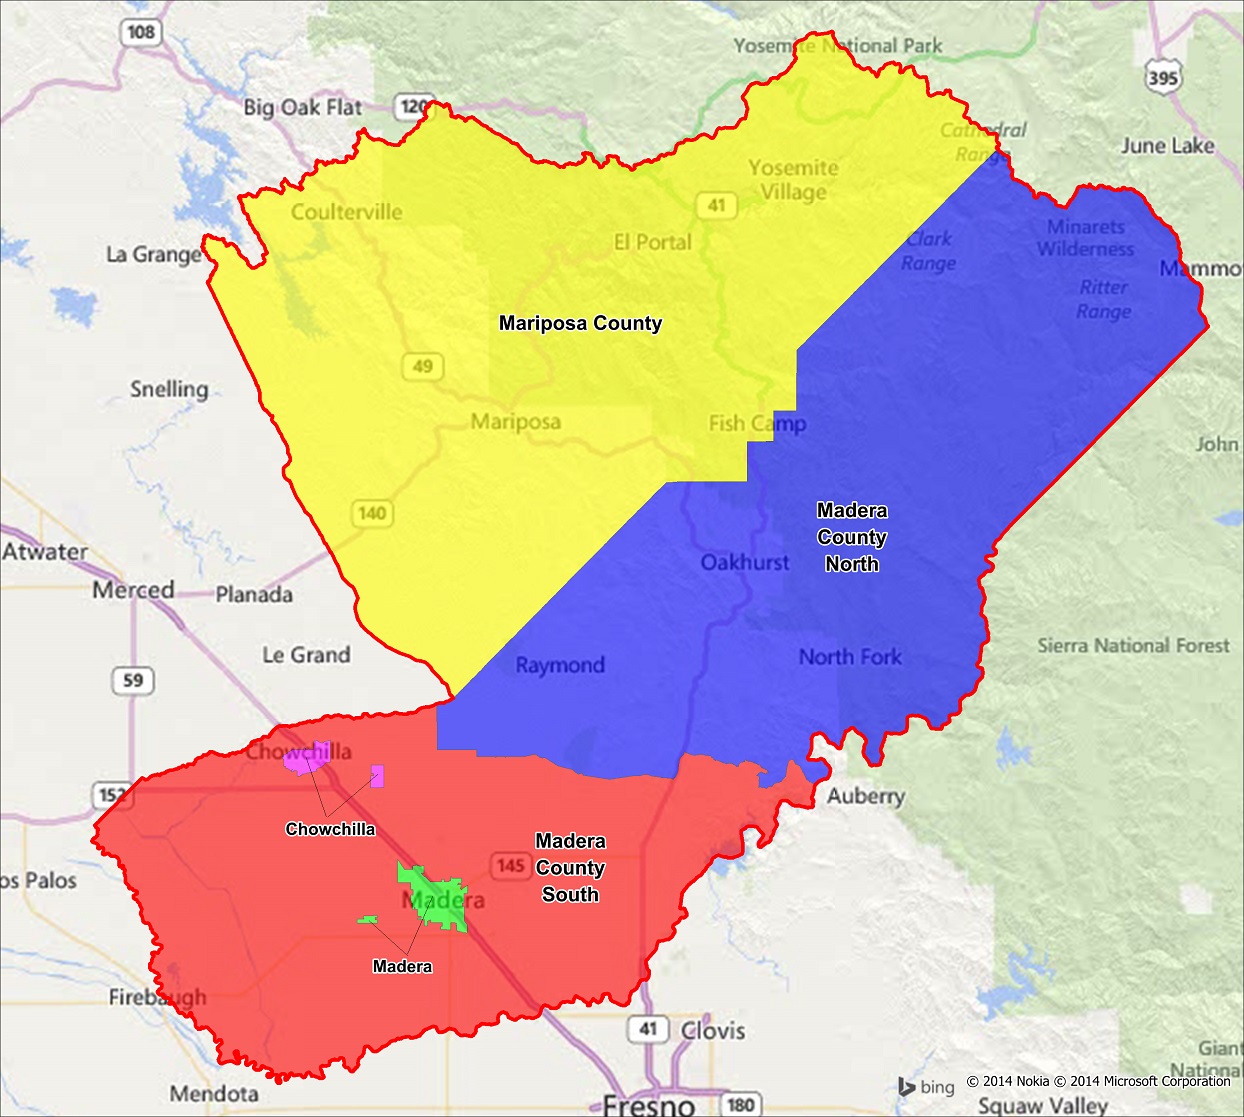 108
Yosemite National Park
395
Big Oak Flat
120
Cathedral
Range
June Lake
Yosemite
Village
41
Coulterville
El Portal
La Grange
Clark
Range
Minarets
Wilderness
Mammo
Ritter
Range
Mariposa County
49
Snelling
Mariposa
Fish Camp
John
140
Madera
County
North
Atwater
Oakhurst
Merced
Planada
Le Grand
Raymond
North Fork
Sierra National Forest
59
Chowchilla
152
Auberry
Chowchilla
Madera
County
South
145
os Palos
Madera
Madera
Firebaugh
41
Clovis
Giant
National
Mendota
bing
© 2014 Nokia © 2014 Microsoft Corporation
Fresno
180
Squaw Valley